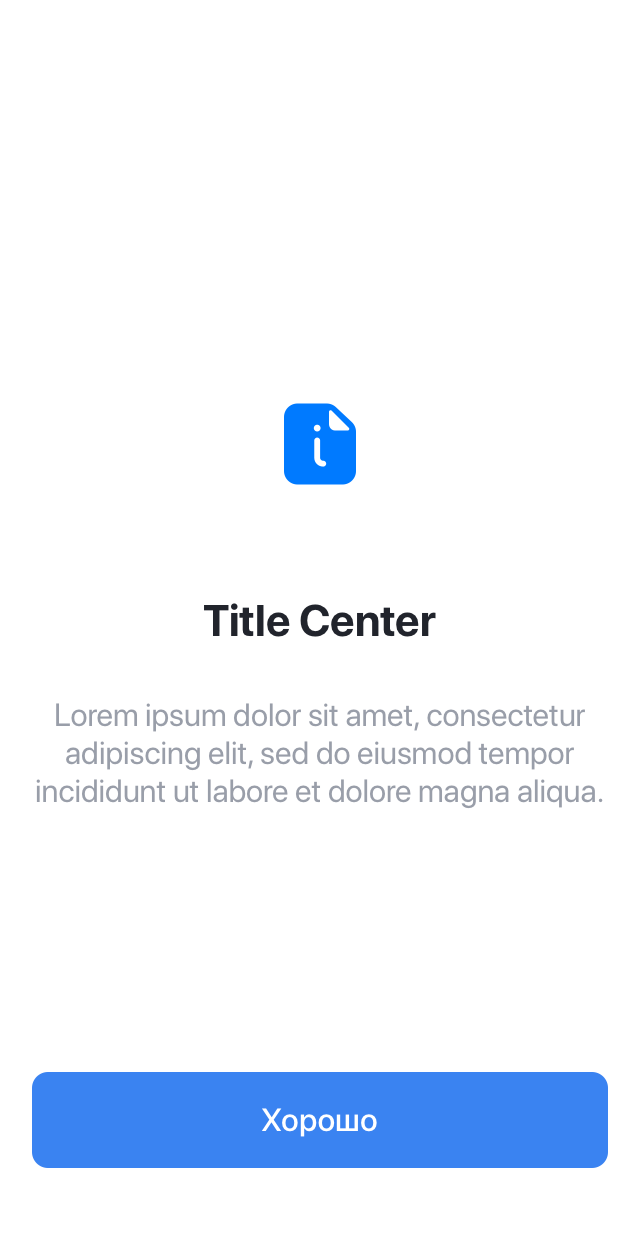 Title Center
Lorem ipsum dolor sit amet, consectetur
adipiscing elit, sed do eiusmod tempor
incididunt ut labore et dolore magna aliqua.
Хорошо